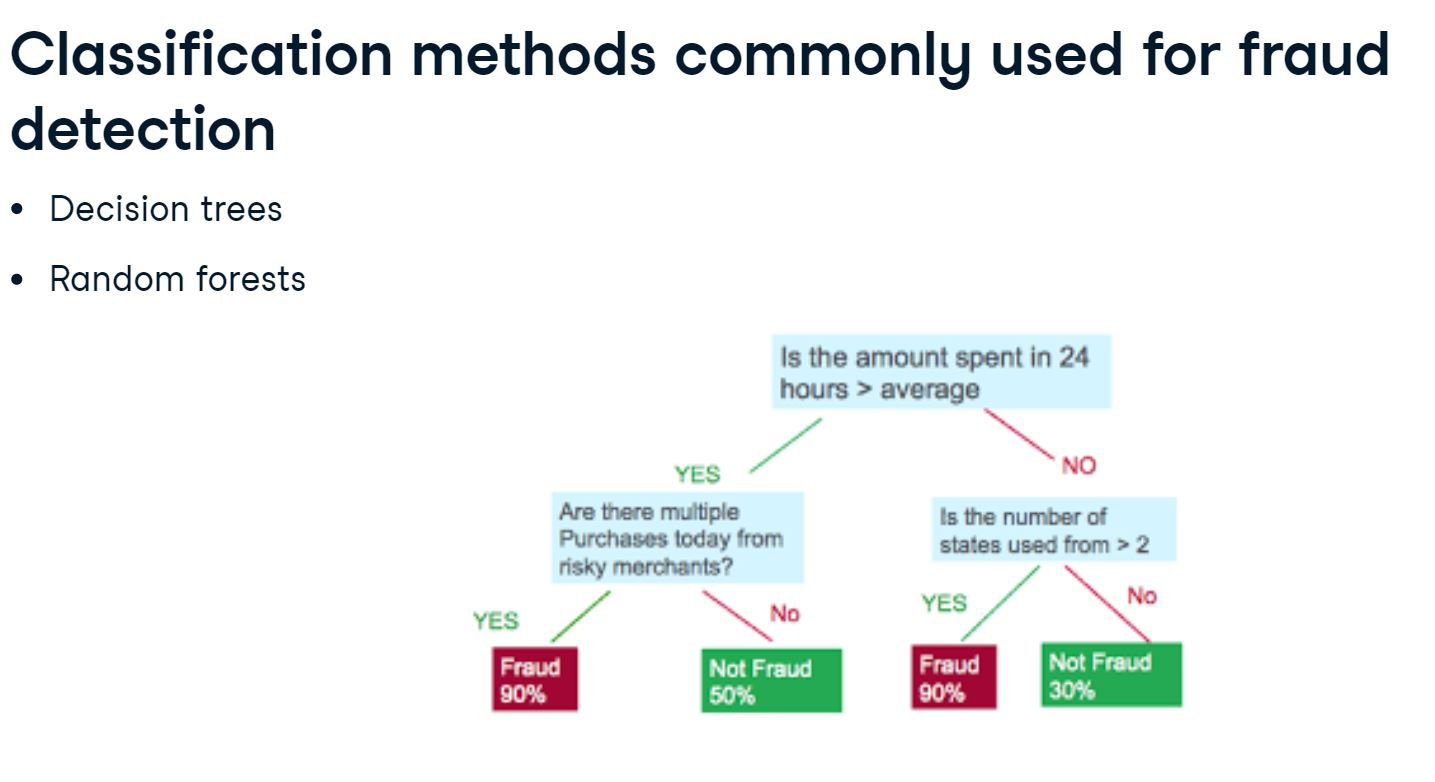 Classification methods commonly used for fraud
detection
• Decision trees
• Random forests
Is the amount spent in 24
hours > average
YES
NO
Are there multiple
Purchases today from
risky merchants?
Is the number of
states used from > 2
YES
No
YES
No
Fraud
90%
Not Fraud
50%
Fraud
90%
Not Fraud
30%